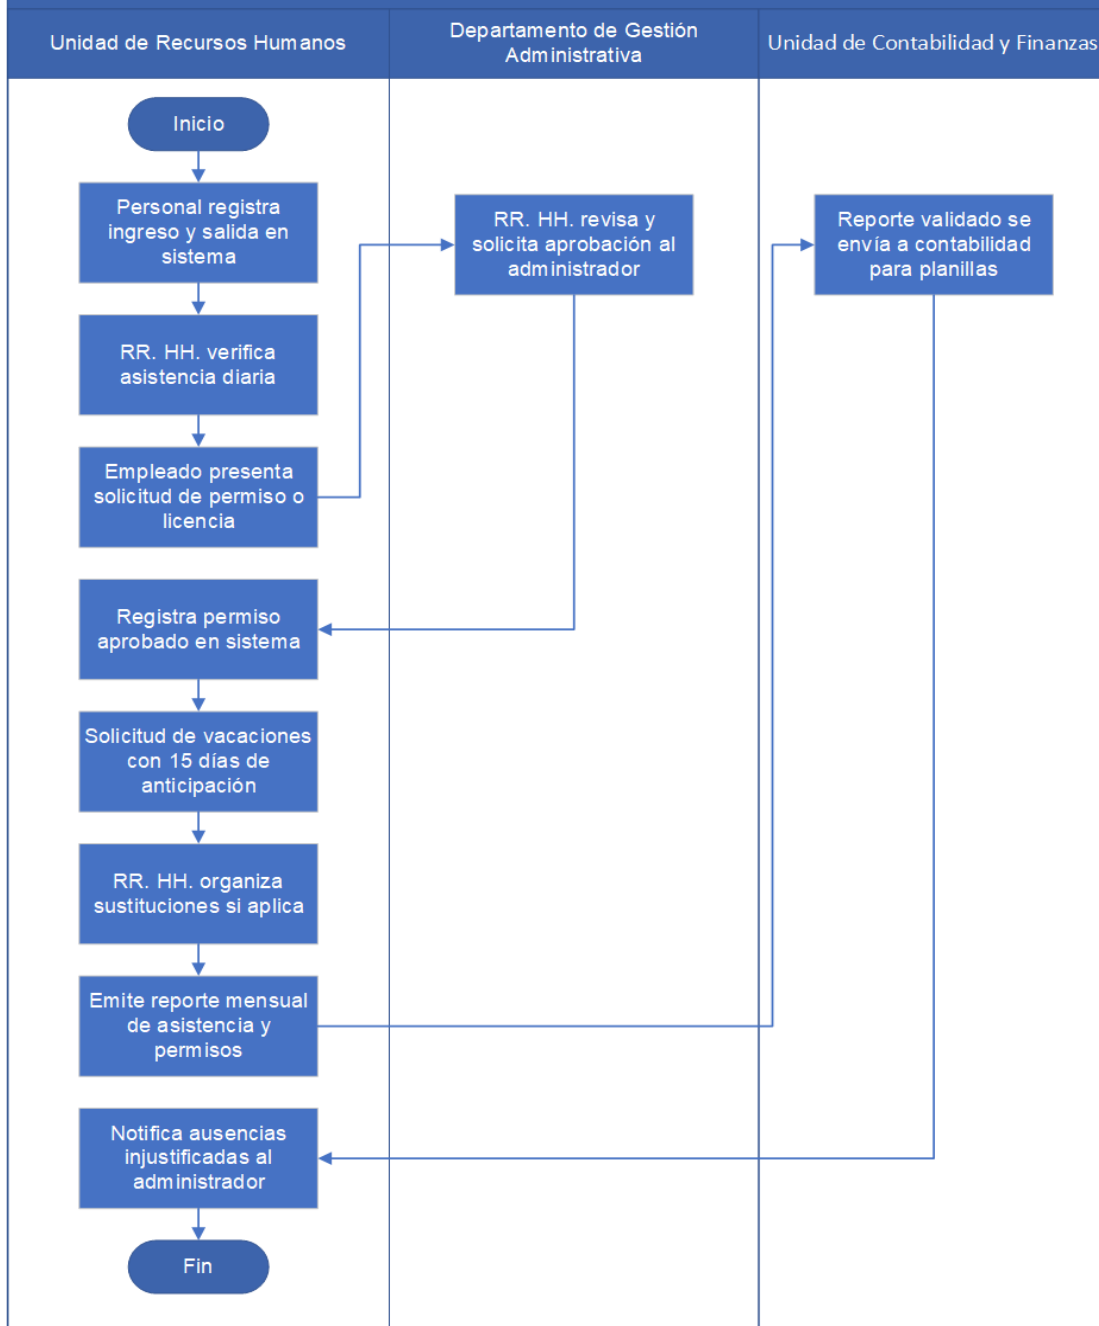 Unidad de Recursos Humanos
Departamento de Gestión
Administrativa
Unidad de Contabilidad y Finanzas
Inicio
Personal registra
ingreso y salida en
sistema
RR. HH. verifica
asistencia diaria
Empleado presenta
solicitud de permiso o
licencia
RR. HH. revisa y
solicita aprobación al
administrador
Registra permiso
aprobado en sistema
Solicitud de vacaciones
con 15 días de
anticipación
RR. HH. organiza
sustituciones si aplica
Emite reporte mensual
de asistencia y
permisos
Reporte validado se
envía a contabilidad
para planillas
Notifica ausencias
injustificadas al
administrador
Fin